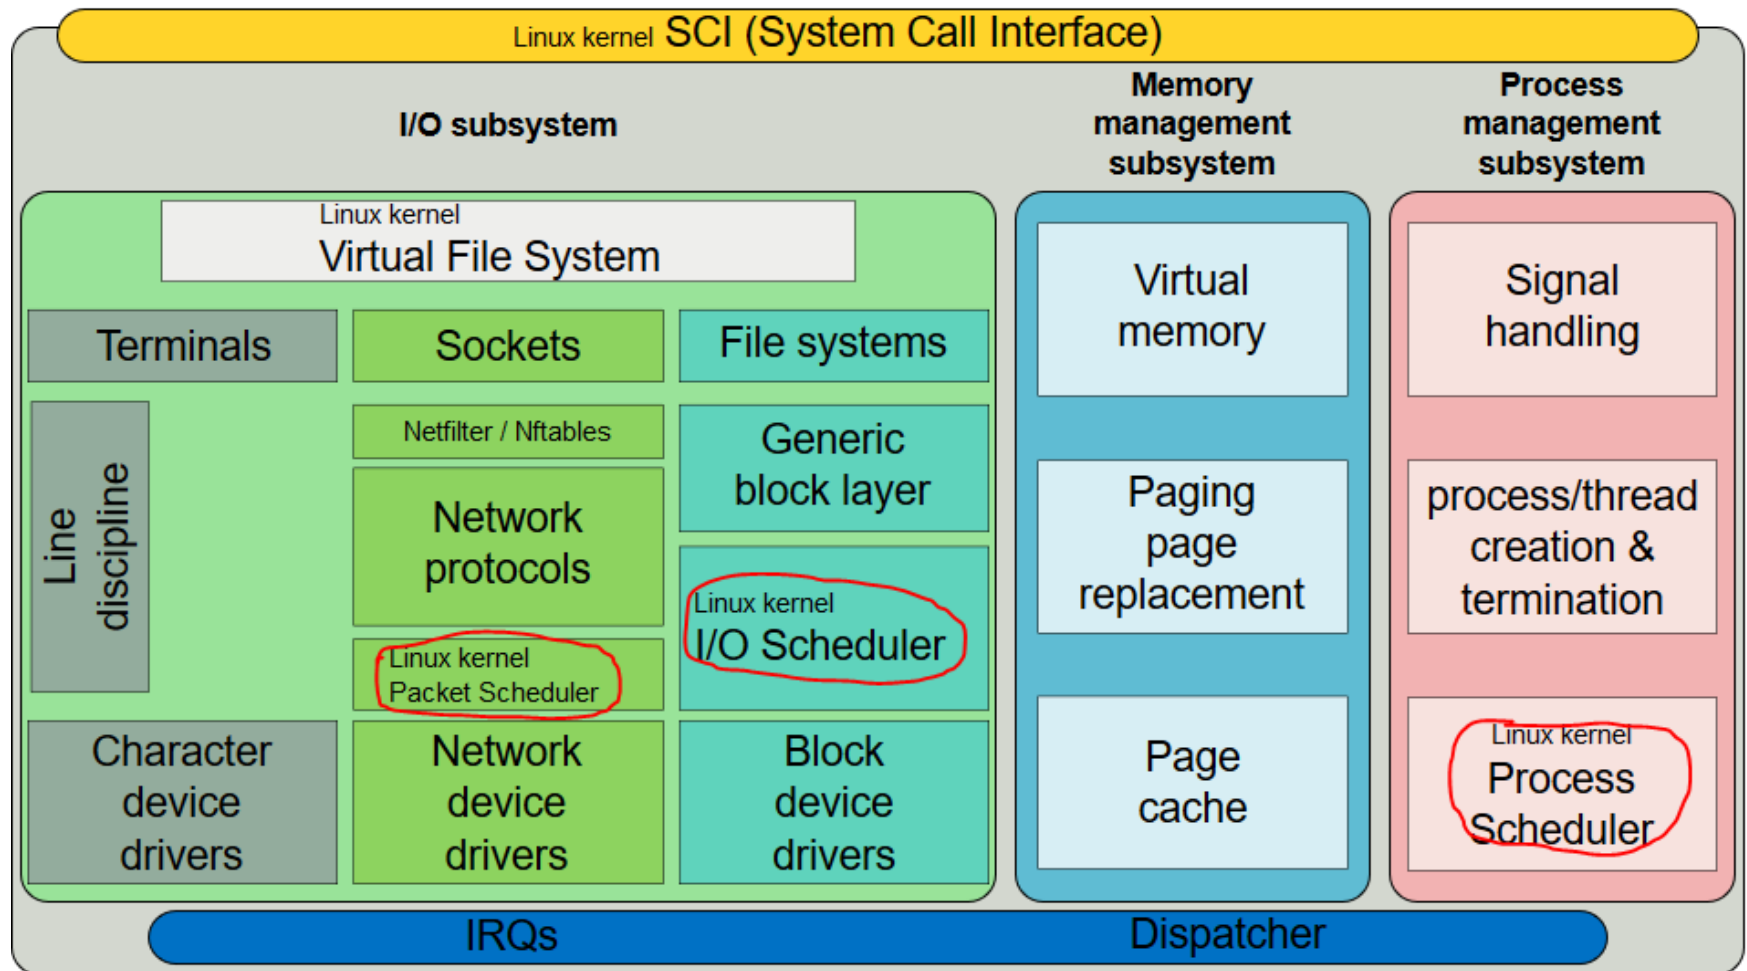 Linux kernel SCI (System Call Interface)
I/O subsystem
Memory
management
subsystem
Process
management
subsystem
Linux kernel
Virtual File System
Terminals
Sockets
File systems
Line
discipline
Netfilter / Nftables
Network
protocols
Linux kernel
Packet Scheduler
Generic
block layer
Linux kernel
I/O Scheduler
Character
device
drivers
Network
device
drivers
Block
device
drivers
Virtual
memory
Paging
page
replacement
Page
cache
Signal
handling
process/thread
creation &
termination
Linux kernel
Process
Scheduler
IRQs
Dispatcher